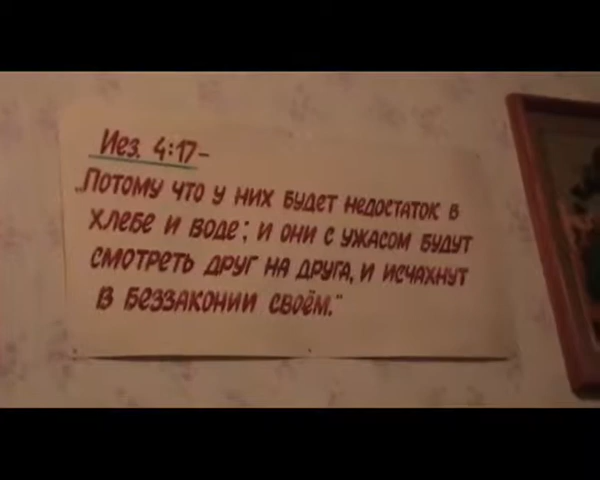 Иез. 4:17–
„Потому что у них будет недостаток в
хлебе и воде; и они с ужасом будут
смотреть друг на друга, и исчахнут
в беззаконии своём."